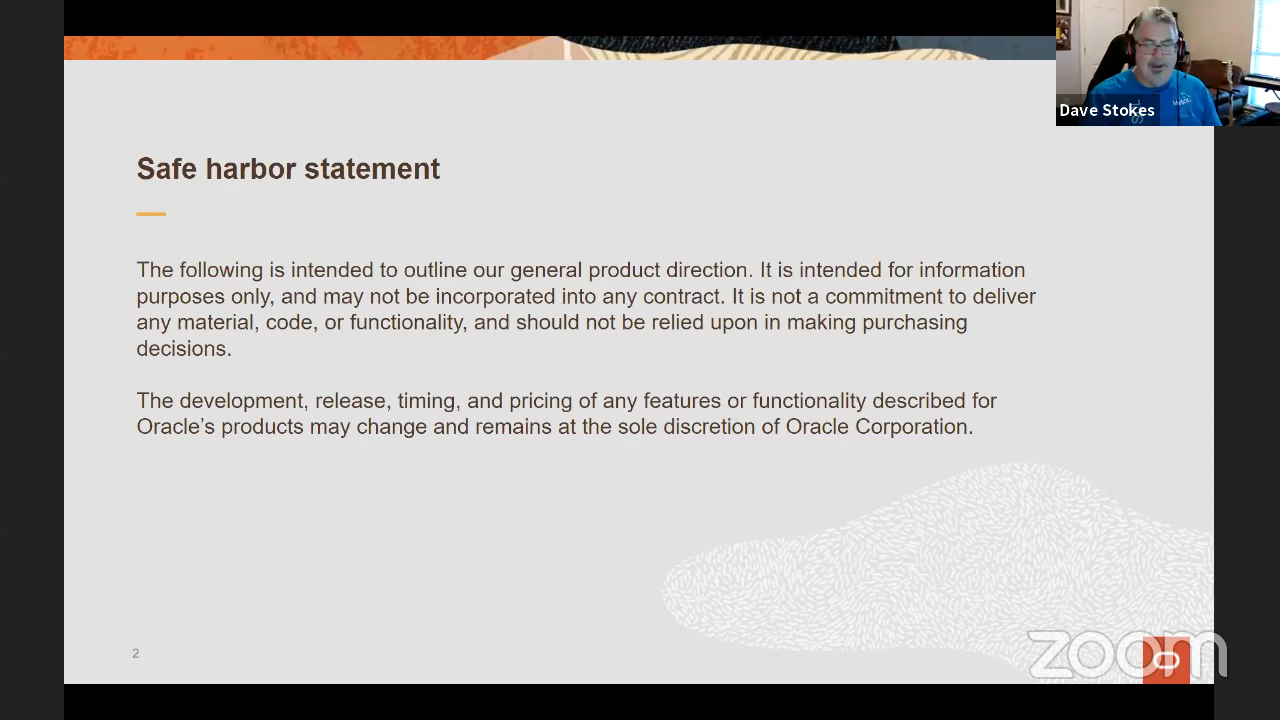 Dave Stokes
Safe harbor statement
The following is intended to outline our general product direction. It is intended for information
purposes only, and may not be incorporated into any contract. It is not a commitment to deliver
any material, code, or functionality, and should not be relied upon in making purchasing
decisions.
The development, release, timing, and pricing of any features or functionality described for
Oracle’s products may change and remains at the sole discretion of Oracle Corporation.
2
zoom